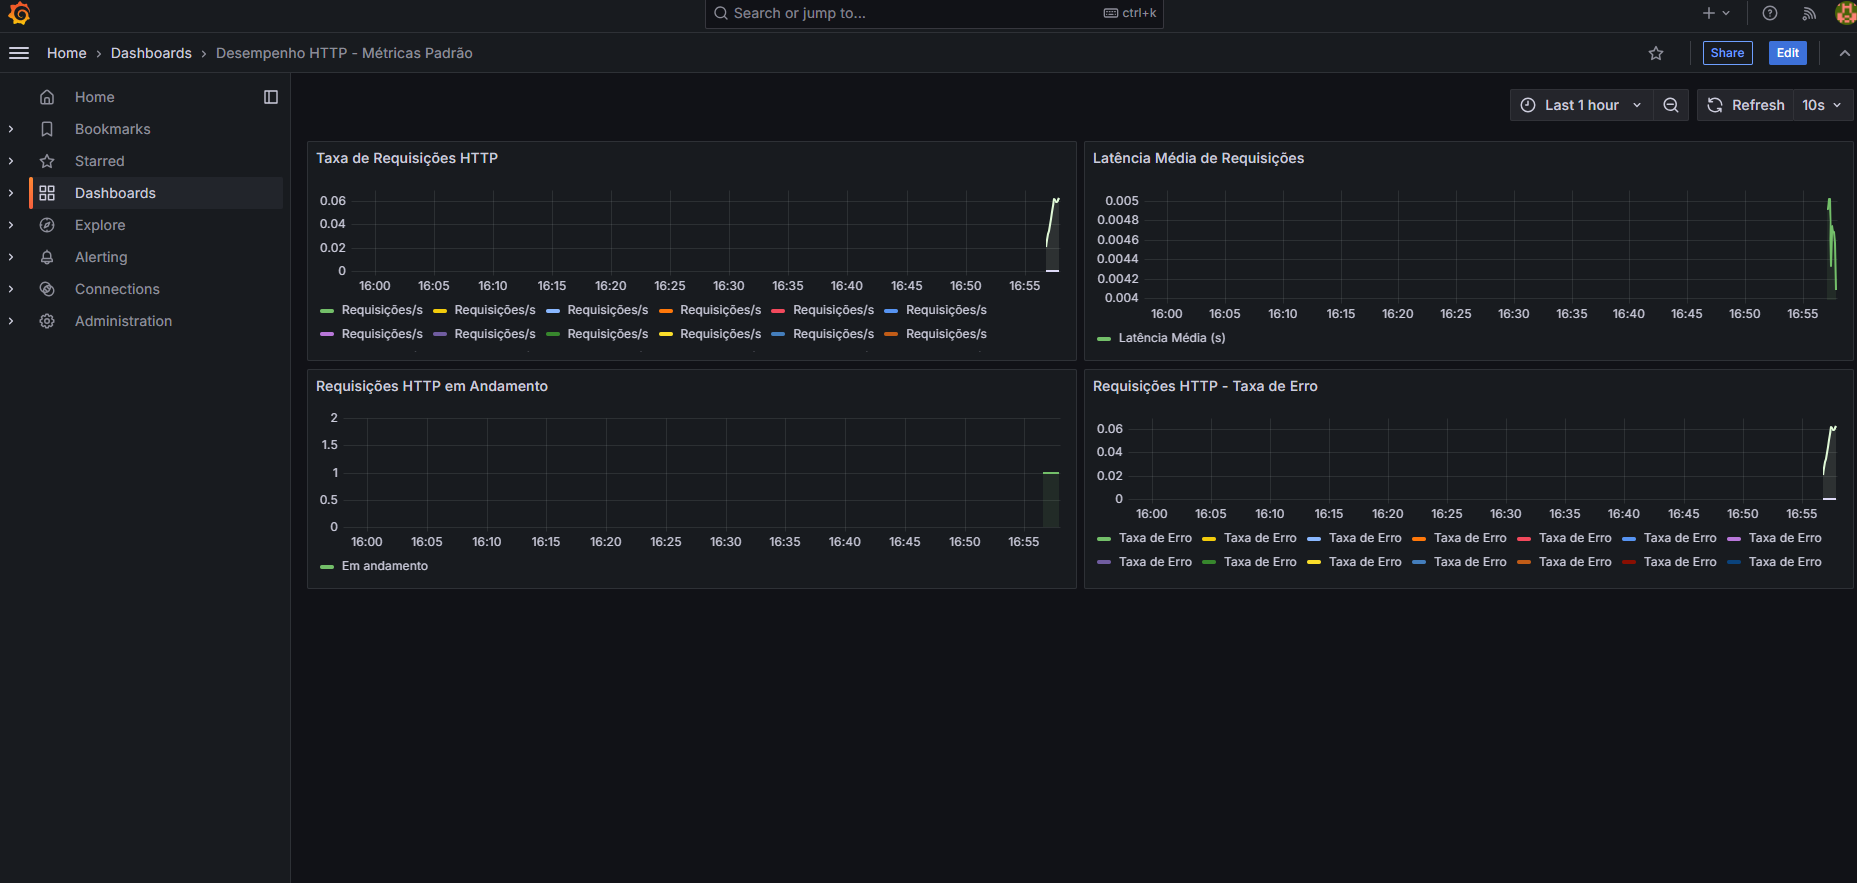 Search or jump to... ctrl+k
Home › Dashboards › Desempenho HTTP - Métricas Padrão
Share Edit
Home
Bookmarks
Starred
Dashboards
Explore
Alerting
Connections
Administration
Last 1 hour Refresh 10s
Taxa de Requisições HTTP
0.06
0.04
0.02
0
16:00 16:05 16:10 16:15 16:20 16:25 16:30 16:35 16:40 16:45 16:50 16:55
Requisições/s Requisições/s Requisições/s Requisições/s Requisições/s Requisições/s
Requisições/s Requisições/s Requisições/s Requisições/s Requisições/s Requisições/s
Latência Média de Requisições
0.005
0.0048
0.0046
0.0044
0.0042
0.004
16:00 16:05 16:10 16:15 16:20 16:25 16:30 16:35 16:40 16:45 16:50 16:55
Latência Média (s)
Requisições HTTP em Andamento
2
1.5
1
0.5
0
16:00 16:05 16:10 16:15 16:20 16:25 16:30 16:35 16:40 16:45 16:50 16:55
Em andamento
Requisições HTTP - Taxa de Erro
0.06
0.04
0.02
0
16:00 16:05 16:10 16:15 16:20 16:25 16:30 16:35 16:40 16:45 16:50 16:55
Taxa de Erro Taxa de Erro Taxa de Erro Taxa de Erro Taxa de Erro Taxa de Erro Taxa de Erro
Taxa de Erro Taxa de Erro Taxa de Erro Taxa de Erro Taxa de Erro Taxa de Erro Taxa de Erro